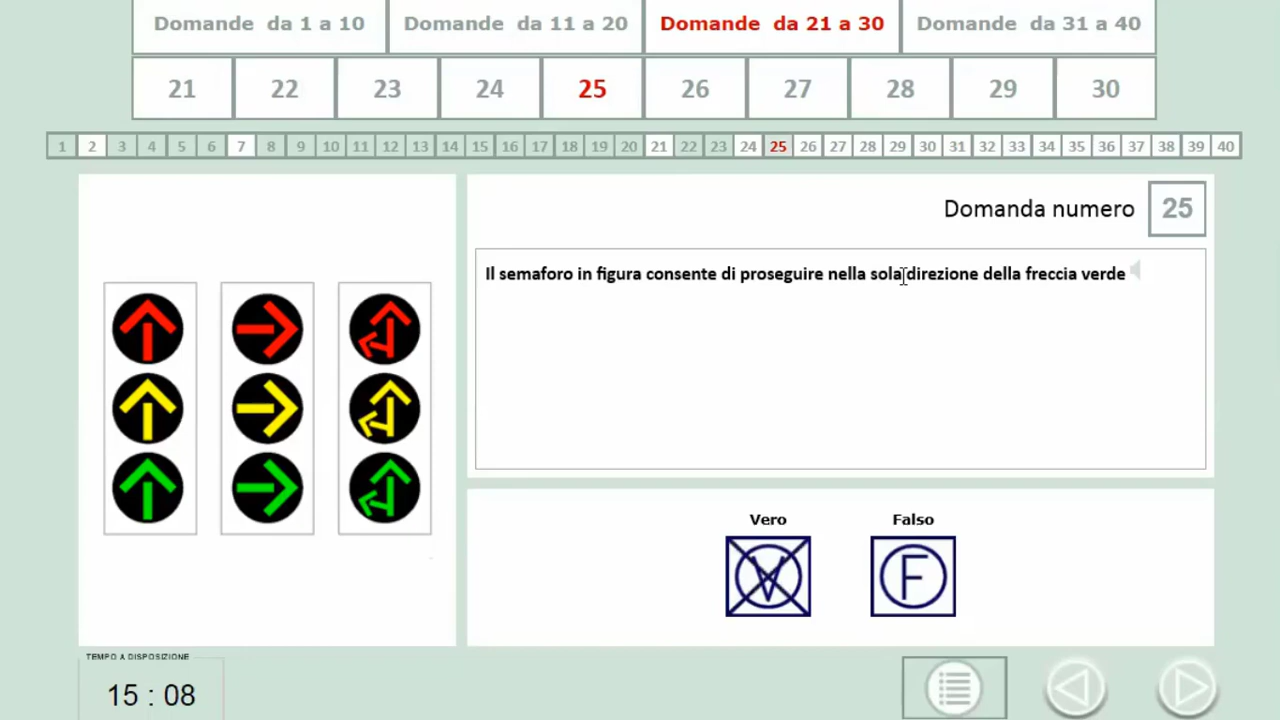 Domande da 1 a 10 Domande da 11 a 20 Domande da 21 a 30 Domande da 31 a 40
21 22 23 24 25 26 27 28 29 30
1 2 3 4 5 6 7 8 9 10 11 12 13 14 15 16 17 18 19 20 21 22 23 24 25 26 27 28 29 30 31 32 33 34 35 36 37 38 39 40
Domanda numero 25
Il semaforo in figura consente di proseguire nella sola direzione della freccia verde
Vero Falso
V F
TEMPO A DISPOSIZIONE
15 : 08